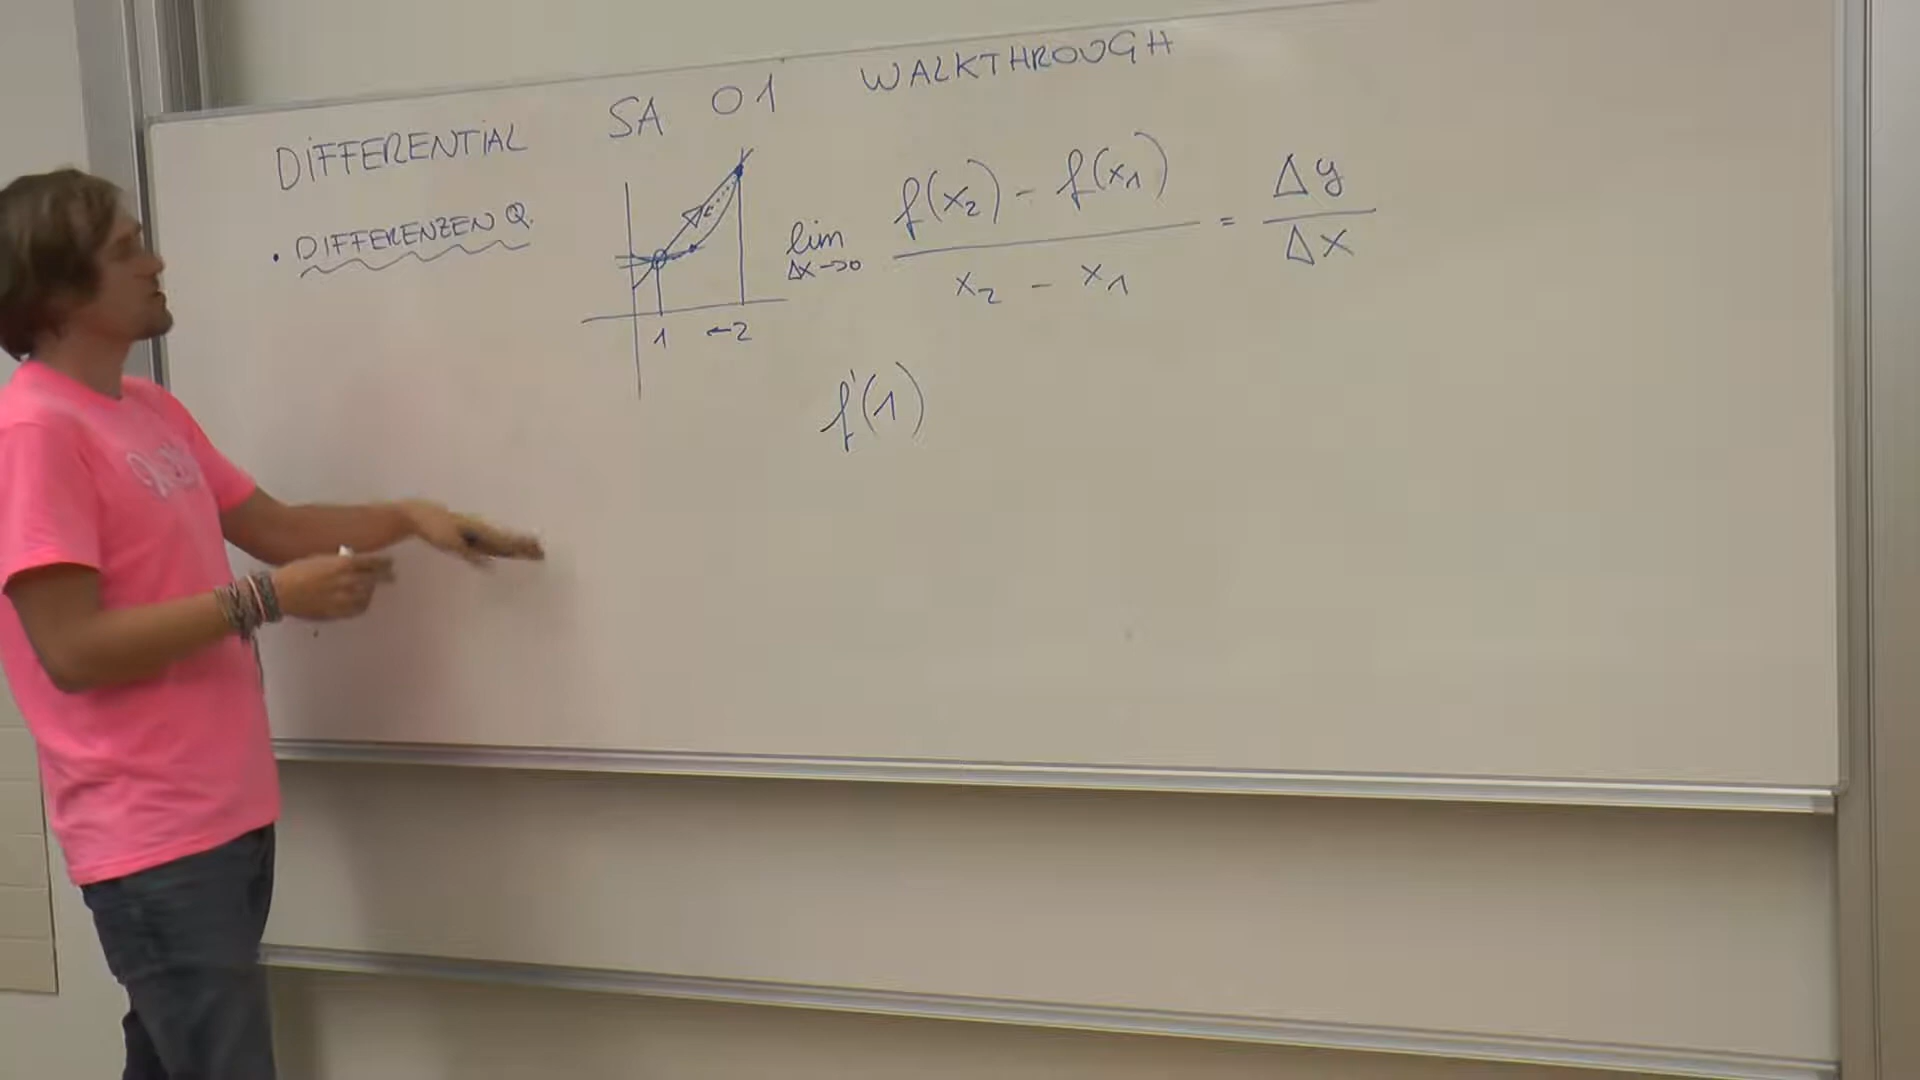 SA 01 WALKTHROUGH
DIFFERENTIAL
• DIFFERENZEN Q.
lim Δx→0 (f(x₂) - f(x₁)) / (x₂ - x₁) = Δy / Δx
1 ←2
f'(1)